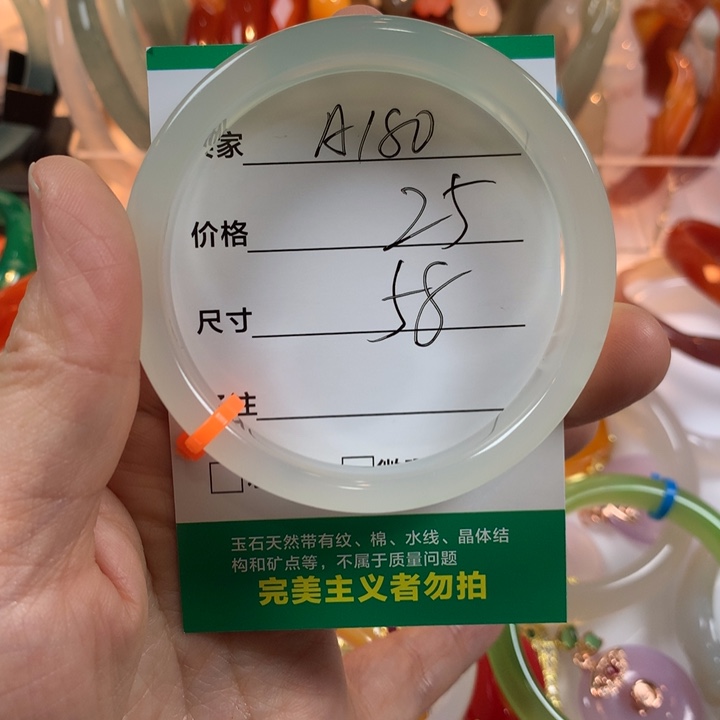 家 A180
价格 25
尺寸 58
主
玉石天然带有纹、棉、水线、晶体结
构和矿点等，不属于质量问题
完美主义者勿拍